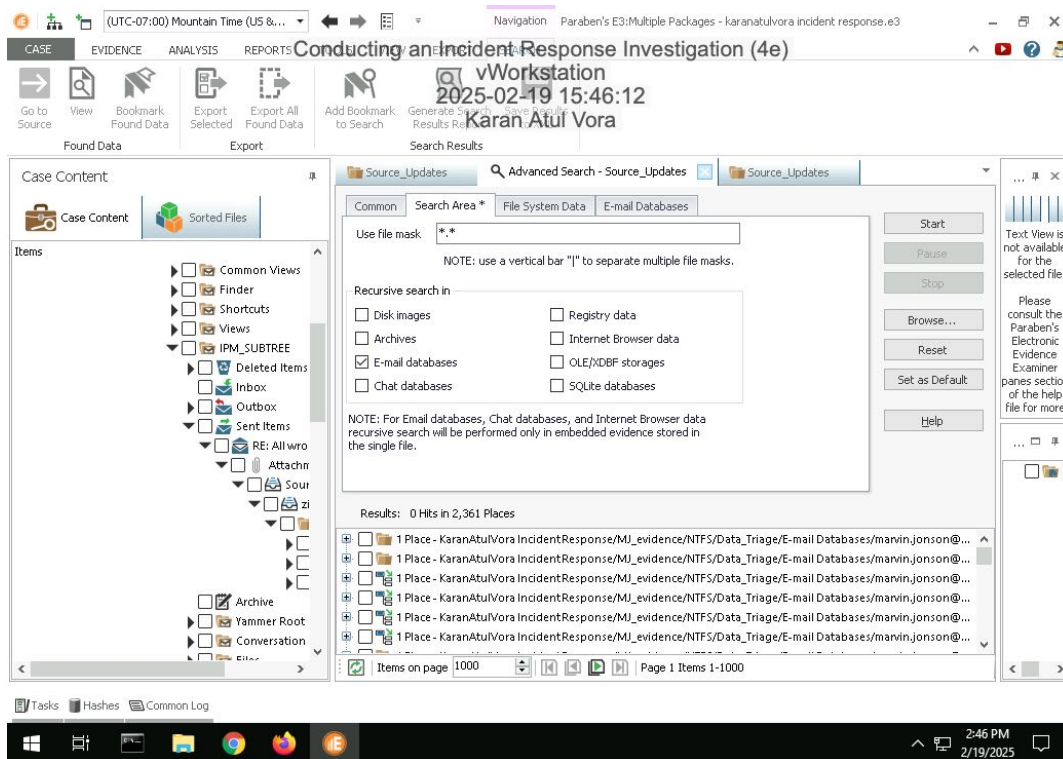 (UTC-07:00) Mountain Time (US &...
Navigation
Paraben's E3:Multiple Packages - karanatulvora incident response.e3
CASE
EVIDENCE
ANALYSIS
REPORTS
Conducting an Incident Response Investigation (4e)
vWorkstation
2025-02-19 15:46:12
Karan Atul Vora
Go to Source
View
Bookmark Found Data
Export Selected
Export All Found Data
Add Bookmark to Search
Generate Search Results
Found Data
Export
Search Results
Case Content
Case Content
Sorted Files
Items
Common Views
Finder
Shortcuts
Views
IPM_SUBTREE
Deleted Items
Inbox
Outbox
Sent Items
RE: All wro
Attachm
Sour
zi
Archive
Yammer Root
Conversation
Source_Updates
Advanced Search - Source_Updates
Source_Updates
Common
Search Area *
File System Data
E-mail Databases
Use file mask
*.*
NOTE: use a vertical bar "|" to separate multiple file masks.
Recursive search in
Disk images
Registry data
Archives
Internet Browser data
E-mail databases
OLE/XDBF storages
Chat databases
SQLite databases
NOTE: For Email databases, Chat databases, and Internet Browser data
recursive search will be performed only in embedded evidence stored in
the single file.
Start
Pause
Stop
Browse...
Reset
Set as Default
Help
Results: 0 Hits in 2,361 Places
1 Place - KaranAtulVora IncidentResponse/MJ_evidence/NTFS/Data_Triage/E-mail Databases/marvin.jonson@...
1 Place - KaranAtulVora IncidentResponse/MJ_evidence/NTFS/Data_Triage/E-mail Databases/marvin.jonson@...
1 Place - KaranAtulVora IncidentResponse/MJ_evidence/NTFS/Data_Triage/E-mail Databases/marvin.jonson@...
1 Place - KaranAtulVora IncidentResponse/MJ_evidence/NTFS/Data_Triage/E-mail Databases/marvin.jonson@...
1 Place - KaranAtulVora IncidentResponse/MJ_evidence/NTFS/Data_Triage/E-mail Databases/marvin.jonson@...
1 Place - KaranAtulVora IncidentResponse/MJ_evidence/NTFS/Data_Triage/E-mail Databases/marvin.jonson@...
Items on page 1000
Page 1 Items 1-1000
...
Text View is
not available
for the
selected file
Please
consult the
Paraben's
Electronic
Evidence
Examiner
panes sectio
of the help
file for more
...
Tasks
Hashes
Common Log
2:46 PM
2/19/2025